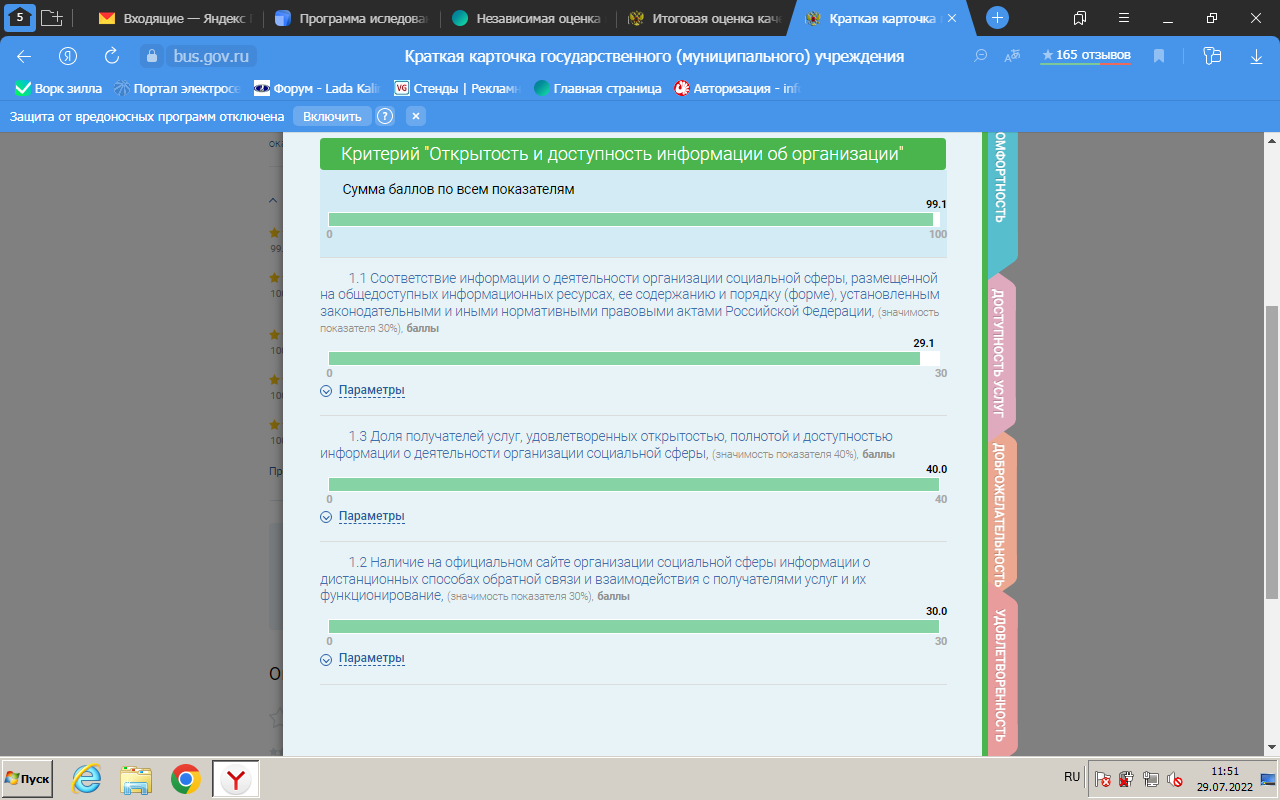 5
Входящие — Яндекс
Программа иследова
Независимая оценка
Итоговая оценка каче
Краткая карточка
bus.gov.ru
Краткая карточка государственного (муниципального) учреждения
165 отзывов
Ворк зилла
Портал электросе
Форум - Lada Kali
VG
Стенды | Реклам
Главная страница
Авторизация - inf
Защита от вредоносных программ отключена
Включить
?
Критерий "Открытость и доступность информации об организации"
Сумма баллов по всем показателям
99.1
0
100
1.1 Соответствие информации о деятельности организации социальной сферы, размещенной
на общедоступных информационных ресурсах, ее содержанию и порядку (форме), установленным
законодательными и иными нормативными правовыми актами Российской Федерации, (значимость
показателя 30%), баллы
29.1
0
30
Параметры
1.3 Доля получателей услуг, удовлетворенных открытостью, полнотой и доступностью
информации о деятельности организации социальной сферы, (значимость показателя 40%), баллы
40.0
0
40
Параметры
1.2 Наличие на официальном сайте организации социальной сферы информации о
дистанционных способах обратной связи и взаимодействия с получателями услуг и их
функционирование, (значимость показателя 30%), баллы
30.0
0
30
Параметры
ОМФОРТНОСТЬ
ДОСТУПНОСТЬ УСЛУГ
ДОБРОЖЕЛАТЕЛЬНОСТЬ
УДОВЛЕТВОРЕННОСТЬ
Пуск
RU
11:51
29.07.2022